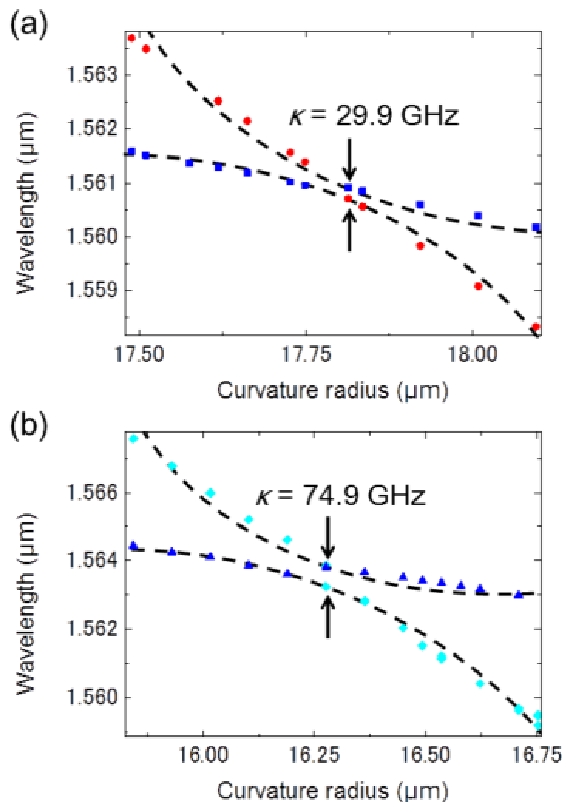 (a)
1.563
κ = 29.9 GHz
1.562
Wavelength (μm)
1.561
1.560
1.559
17.50 17.75 18.00
Curvature radius (μm)
(b)
1.566
κ = 74.9 GHz
1.564
Wavelength (μm)
1.562
1.560
16.00 16.25 16.50 16.75
Curvature radius (μm)